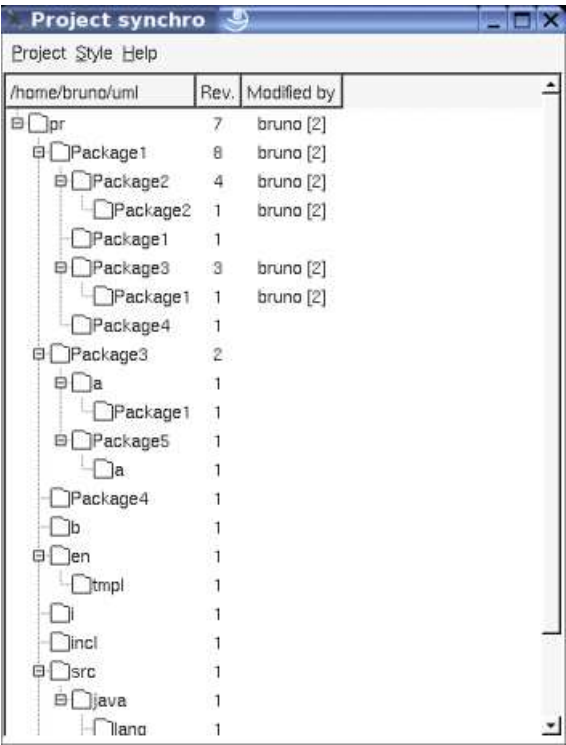 Project synchro
Project Style Help
/home/bruno/uml Rev. Modified by
pr 7 bruno [2]
Package1 8 bruno [2]
Package2 4 bruno [2]
Package2 1 bruno [2]
Package1 1
Package3 3 bruno [2]
Package1 1 bruno [2]
Package4 1
Package3 2
a 1
Package1 1
Package5 1
a 1
Package4 1
b 1
en 1
tmpl 1
i 1
incl 1
src 1
java 1
lang 1